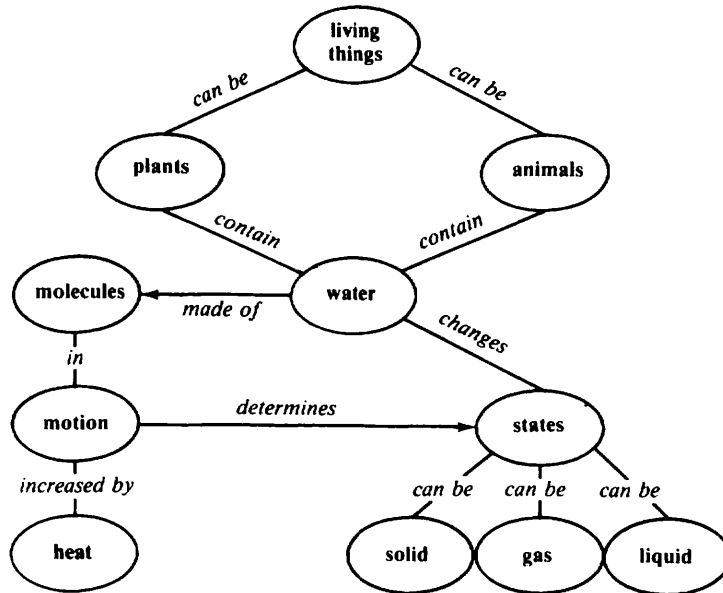 living
things
can be
can be
plants
animals
contain
contain
molecules
made of
water
changes
in
motion
determines
states
increased by
can be
can be
can be
heat
solid
gas
liquid